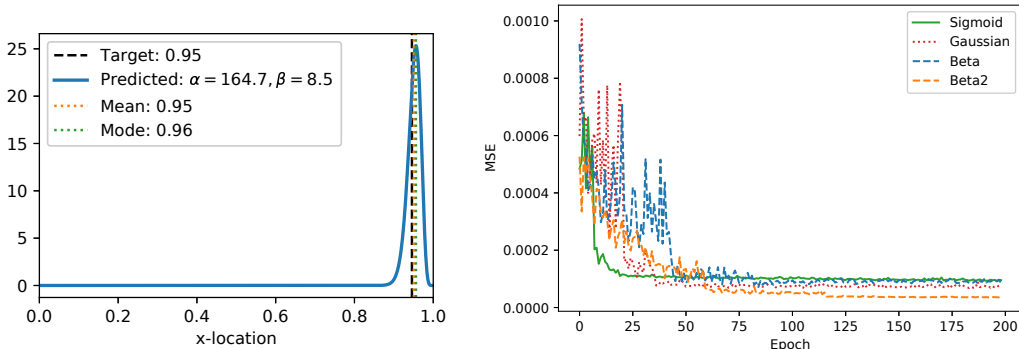 25
20
15
10
5
0
0.0 0.2 0.4 0.6 0.8 1.0
x-location
Target: 0.95
Predicted: α = 164.7, β = 8.5
Mean: 0.95
Mode: 0.96
0.0010
0.0008
0.0006
0.0004
0.0002
0.0000
MSE
0 25 50 75 100 125 150 175 200
Epoch
Sigmoid
Gaussian
Beta
Beta2